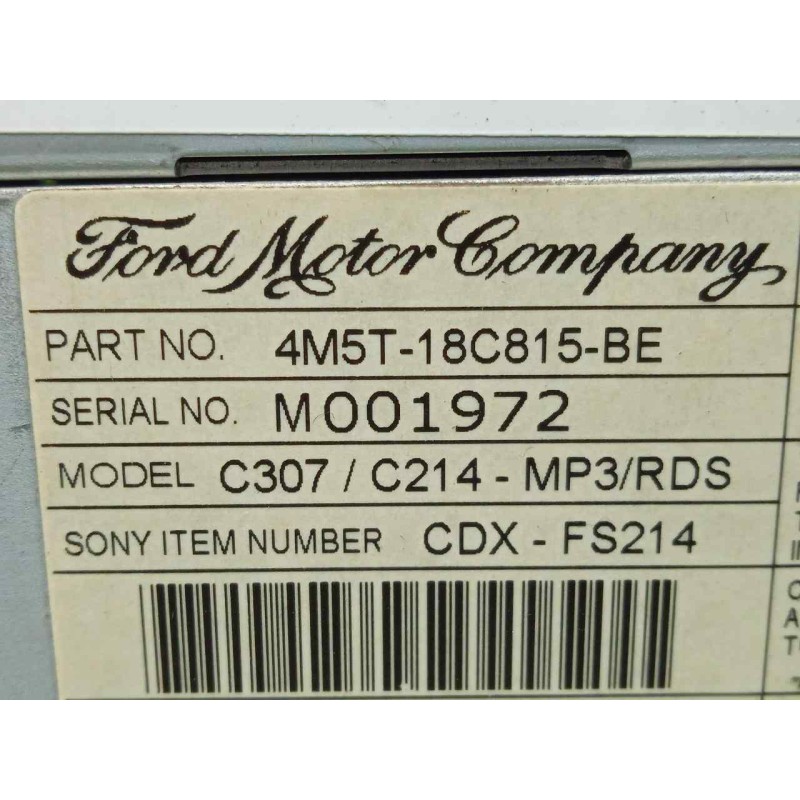 Ford Motor Company
PART NO. 4M5T-18C815-BE
SERIAL NO. M001972
MODEL C307 / C214 - MP3/RDS
SONY ITEM NUMBER CDX - FS214